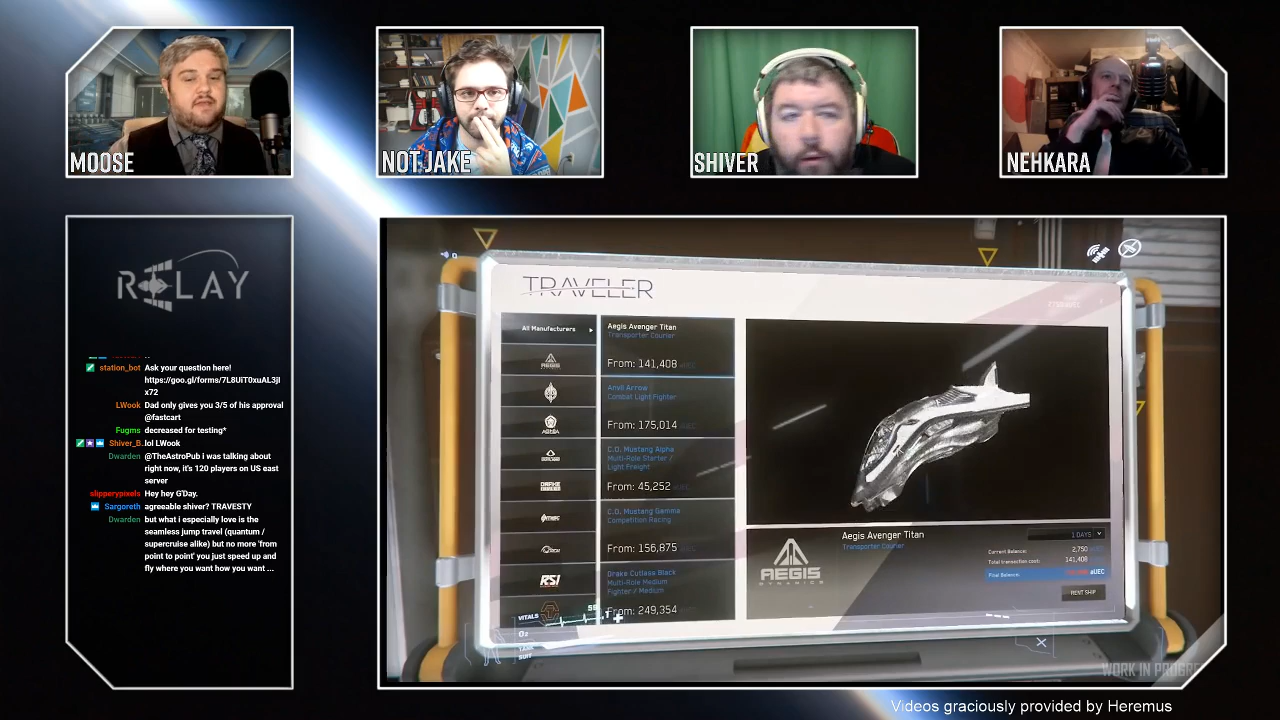 MOOSE
NOT JAKE
SHIVER
NEHKARA
RELAY
station_bot Ask your question here!
https://goo.gl/forms/7L8UiT0xuAL3jl
x72
LWook Dad only gives you 3/5 of his approval
@fastcart
Fugms decreased for testing*
Shiver_B. lol LWook
Dwarden @TheAstroPub i was talking about
right now, it's 120 players on US east
server
slipperypixels Hey hey G'Day.
Sargoreth agreeable shiver? TRAVESTY
Dwarden but what i especially love is the
seamless jump travel (quantum /
supercruise alike) but no more 'from
point to point' you just speed up and
fly where you want how you want ...
TRAVELER
All Manufacturers
AEGIS
DRAKE
RSI
Aegis Avenger Titan
Transporter Courier
From: 141,408
Anvil Arrow
Combat Light Fighter
From: 175,014
C.O. Mustang Alpha
Multi-Role Starter /
Light Freight
From: 45,252
C.O. Mustang Gamma
Competition Racing
From: 156,875
Drake Cutlass Black
Multi-Role Medium
Fighter / Medium
From: 249,354
Aegis Avenger Titan
Transporter Courier
AEGIS
DYNAMICS
1 DAYS
Current Balance: 2,750
Total transaction cost: 141,408
Final Balance: aUEC
RENT SHIP
VITALS
WORK IN PROGRE
Videos graciously provided by Heremus